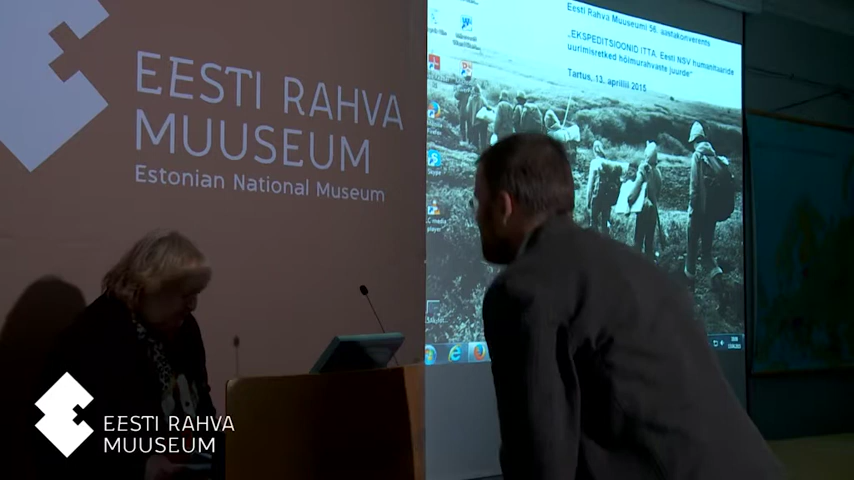 EESTI RAHVA
MUUSEUM
Estonian National Museum
Eesti Rahva Muuseumi 56. aastakonverents
„EKSPEDITSIOONID ITTA. Eesti NSV humanitaaride
uurimisretked hõimurahvaste juurde"
Tartus, 13. aprillil 2015
player
EESTI RAHVA
MUUSEUM